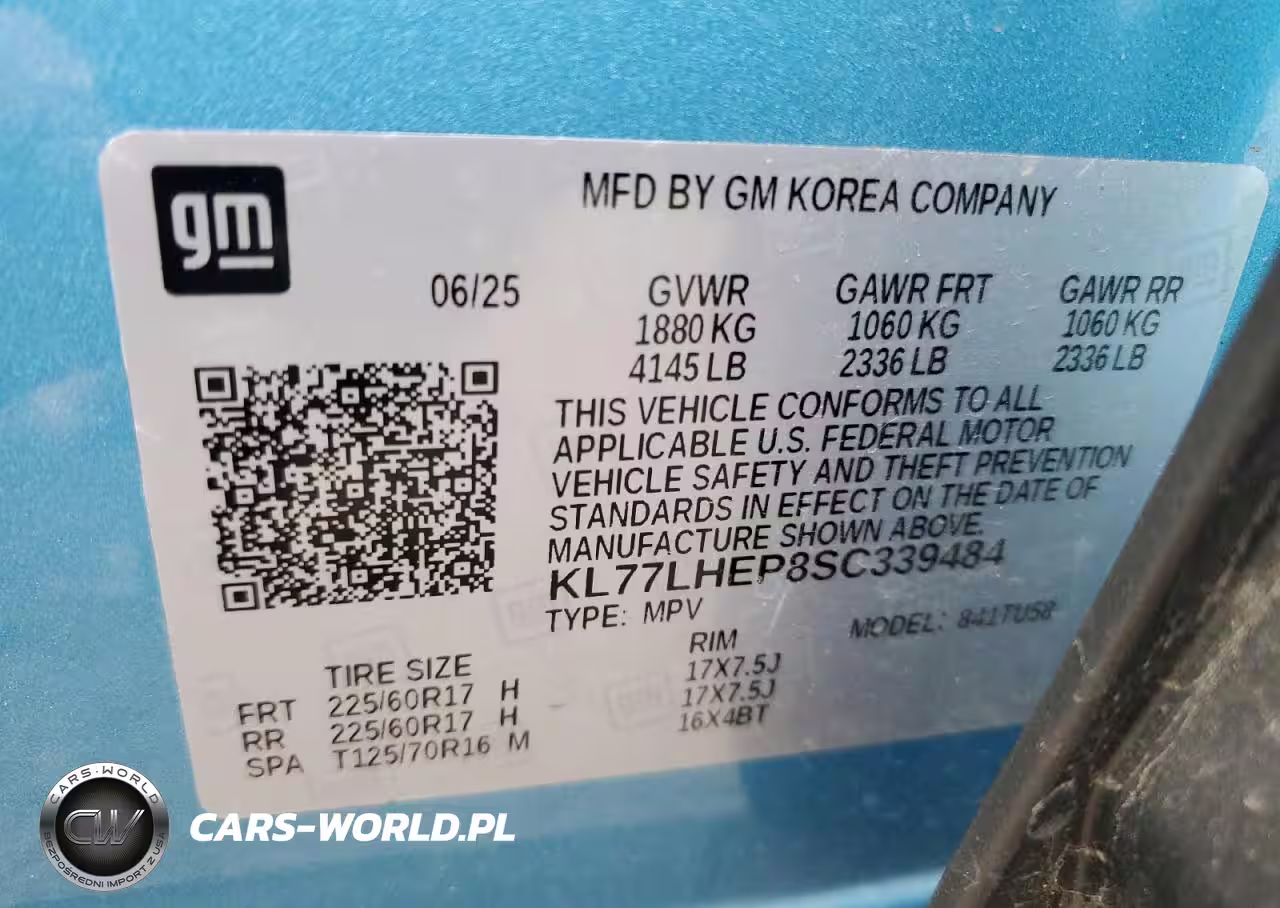 gm
MFD BY GM KOREA COMPANY
06/25
GVWR GAWR FRT GAWR RR
1880 KG 1060 KG 1060 KG
4145 LB 2336 LB 2336 LB
THIS VEHICLE CONFORMS TO ALL
APPLICABLE U.S. FEDERAL MOTOR
VEHICLE SAFETY AND THEFT PREVENTION
STANDARDS IN EFFECT ON THE DATE OF
MANUFACTURE SHOWN ABOVE.
KL77LHEP8SC339484
TYPE: MPV MODEL: 841TU58
TIRE SIZE RIM
FRT 225/60R17 H 17X7.5J
RR 225/60R17 H 17X7.5J
SPA T125/70R16 M 16X4BT
CARS-WORLD
CW
BEZPOŚREDNI IMPORT Z USA
CARS-WORLD.PL